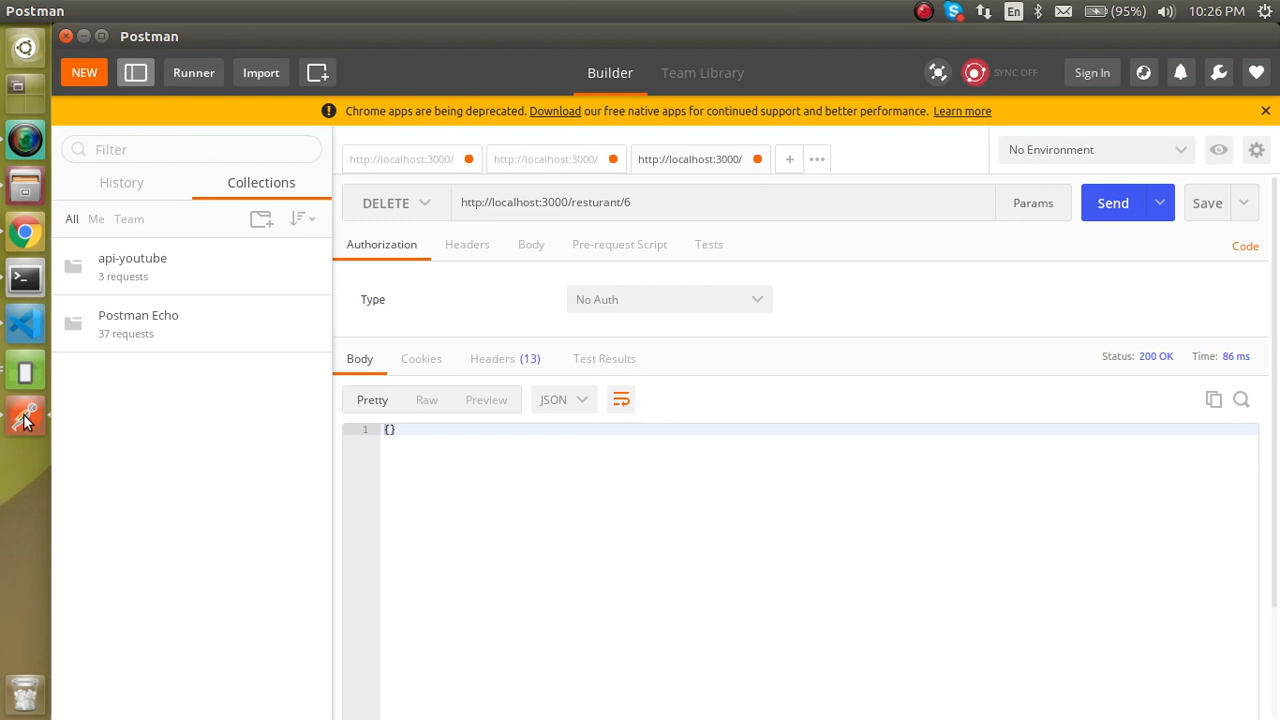 Postman
En
(95%)
10:26 PM
Postman
NEW
Runner
Import
Builder
Team Library
SYNC OFF
Sign In
Chrome apps are being deprecated. Download our free native apps for continued support and better performance. Learn more
Filter
History
Collections
All Me Team
api-youtube
3 requests
Postman Echo
37 requests
http://localhost:3000/
http://localhost:3000/
http://localhost:3000/
No Environment
DELETE
http://localhost:3000/resturant/6
Params
Send
Save
Authorization
Headers
Body
Pre-request Script
Tests
Code
Type
No Auth
Body
Cookies
Headers (13)
Test Results
Status: 200 OK
Time: 86 ms
Pretty
Raw
Preview
JSON
1
{}